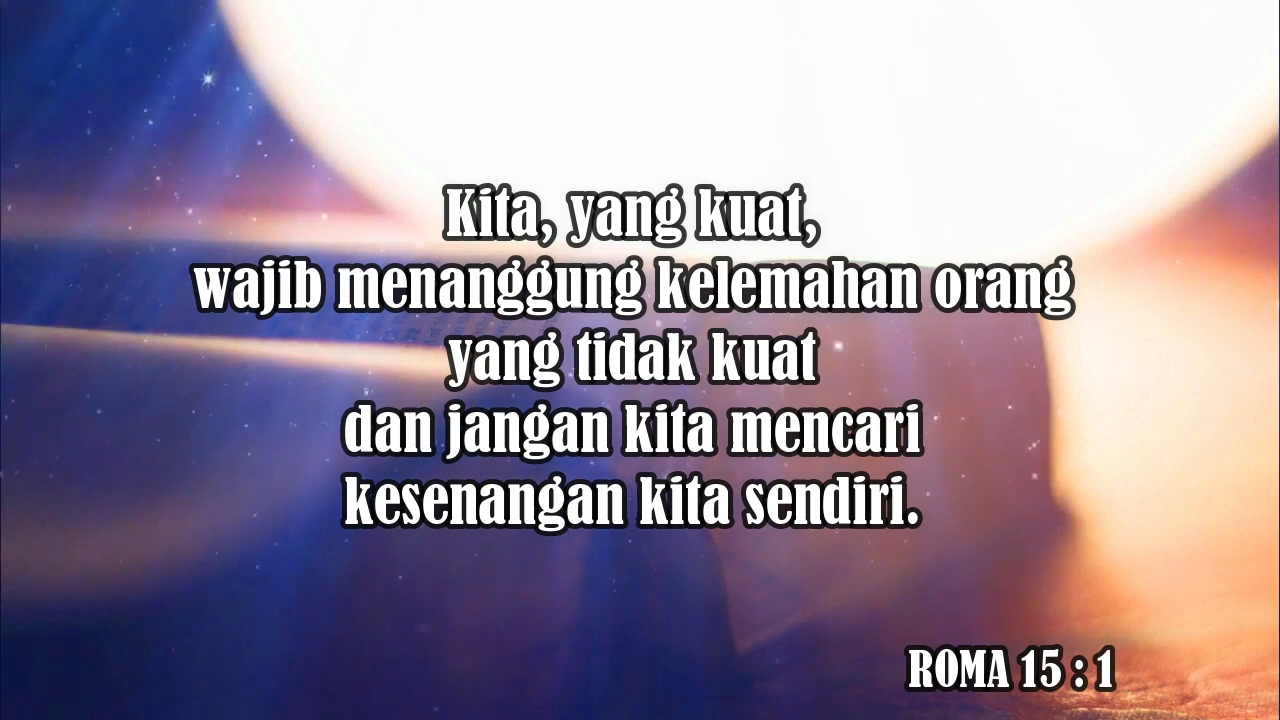 Kita, yang kuat,
wajib menanggung kelemahan orang
yang tidak kuat
dan jangan kita mencari
kesenangan kita sendiri.
ROMA 15 : 1